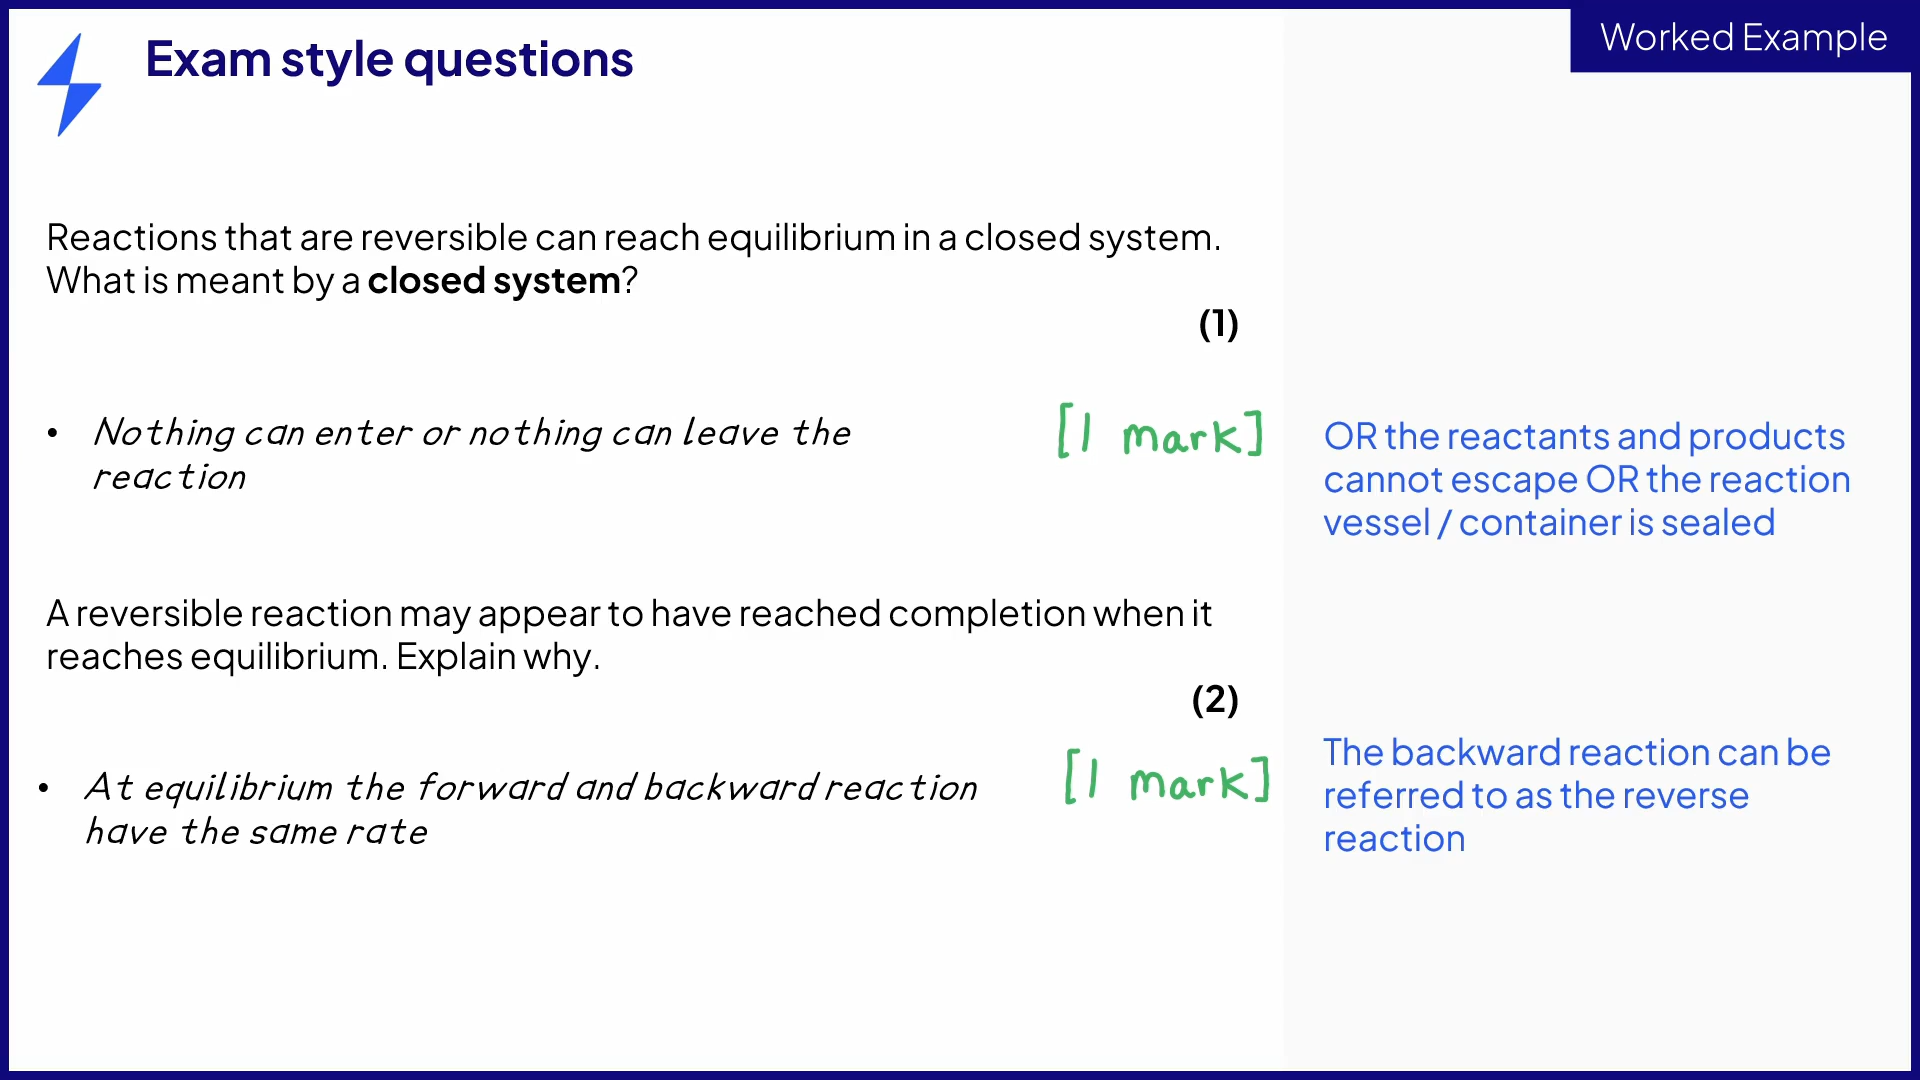 Exam style questions
Worked Example
Reactions that are reversible can reach equilibrium in a closed system.
What is meant by a closed system?
(1)
• Nothing can enter or nothing can leave the
reaction
[1 mark]
OR the reactants and products
cannot escape OR the reaction
vessel / container is sealed
A reversible reaction may appear to have reached completion when it
reaches equilibrium. Explain why.
(2)
• At equilibrium the forward and backward reaction
have the same rate
[1 mark]
The backward reaction can be
referred to as the reverse
reaction